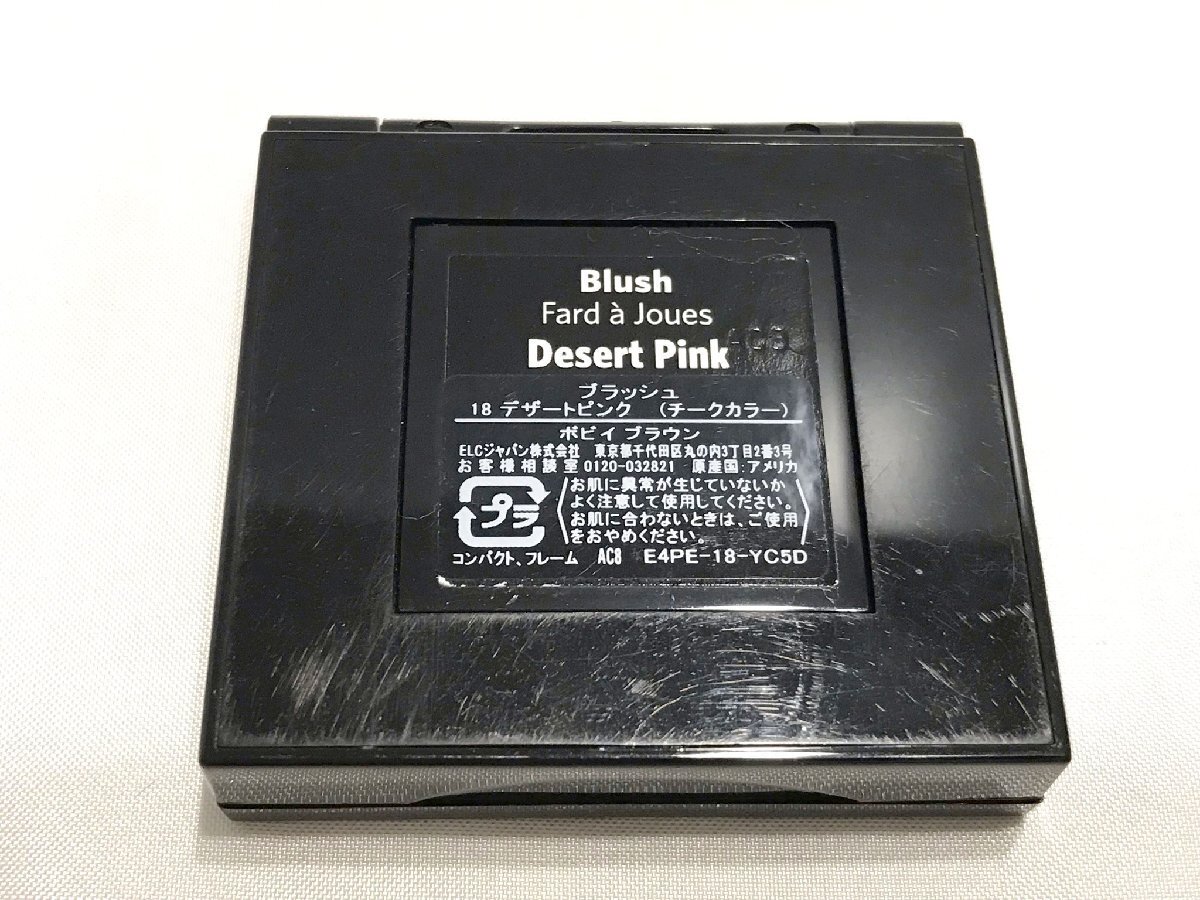 Blush
Fard à Joues
Desert Pink
ブラッシュ
18 デザートピンク (チークカラー)
ボビイ ブラウン
ELCジャパン株式会社 東京都千代田区丸の内3丁目2番3号
お客様相談室 0120-032821 原産国:アメリカ
お肌に異常が生じていないか
よく注意して使用してください。
お肌に合わないときは、ご使用
をおやめください。
プラ
コンパクト、フレーム AC8 E4PE-18-YC5D